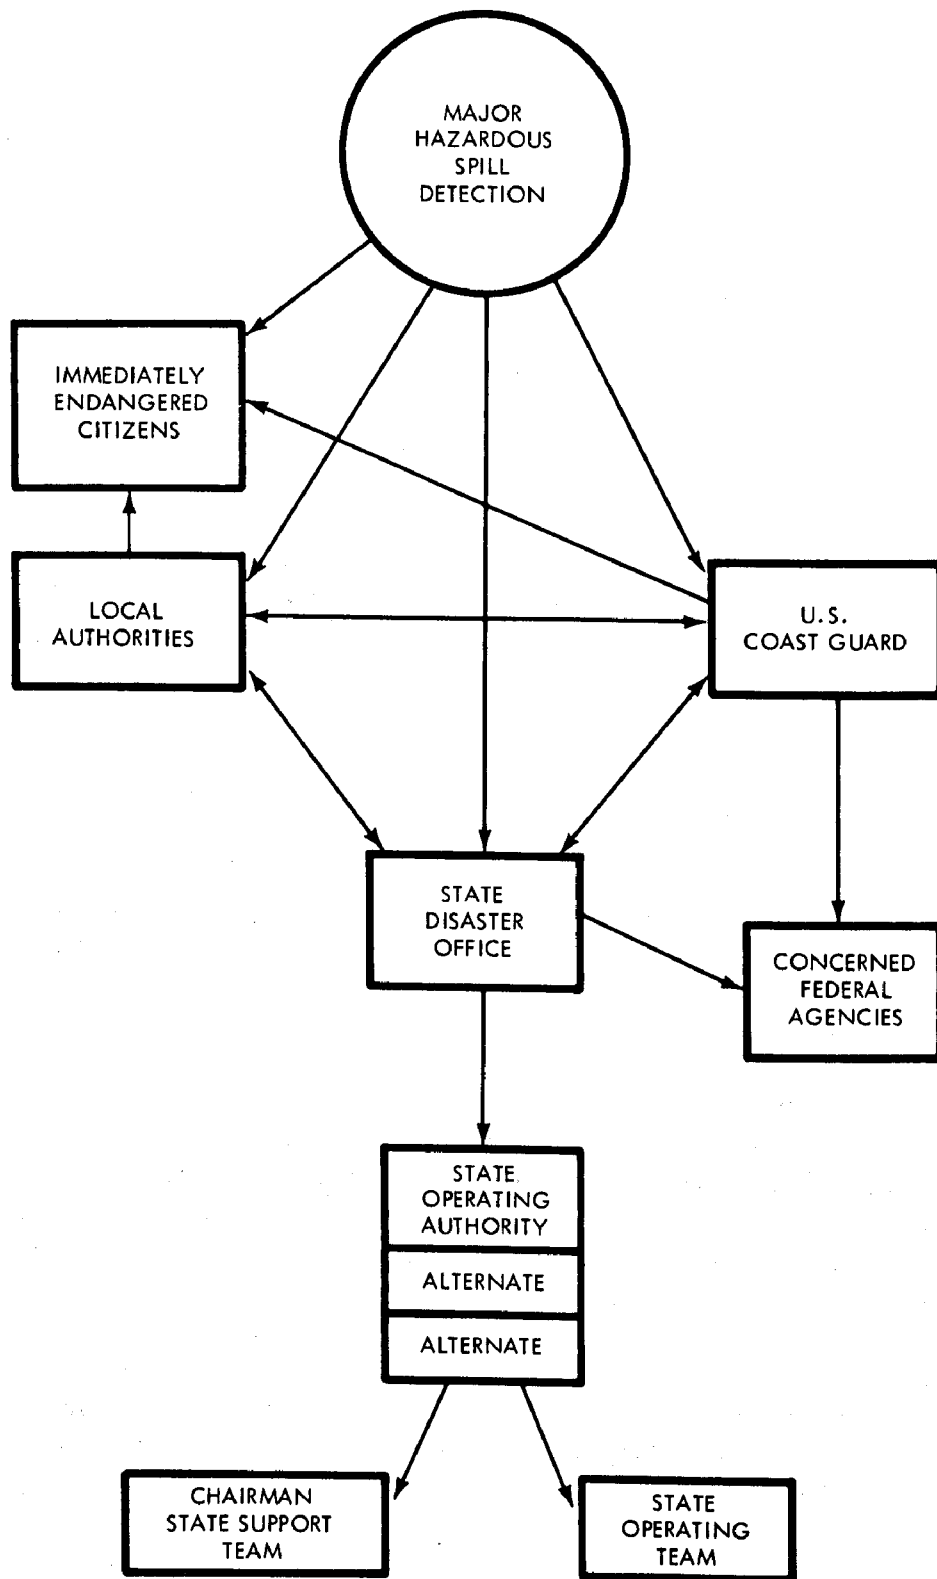 MAJOR
HAZARDOUS
SPILL
DETECTION
IMMEDIATELY
ENDANGERED
CITIZENS
LOCAL
AUTHORITIES
U.S.
COAST GUARD
STATE
DISASTER
OFFICE
CONCERNED
FEDERAL
AGENCIES
STATE
OPERATING
AUTHORITY
ALTERNATE
ALTERNATE
CHAIRMAN
STATE SUPPORT
TEAM
STATE
OPERATING
TEAM